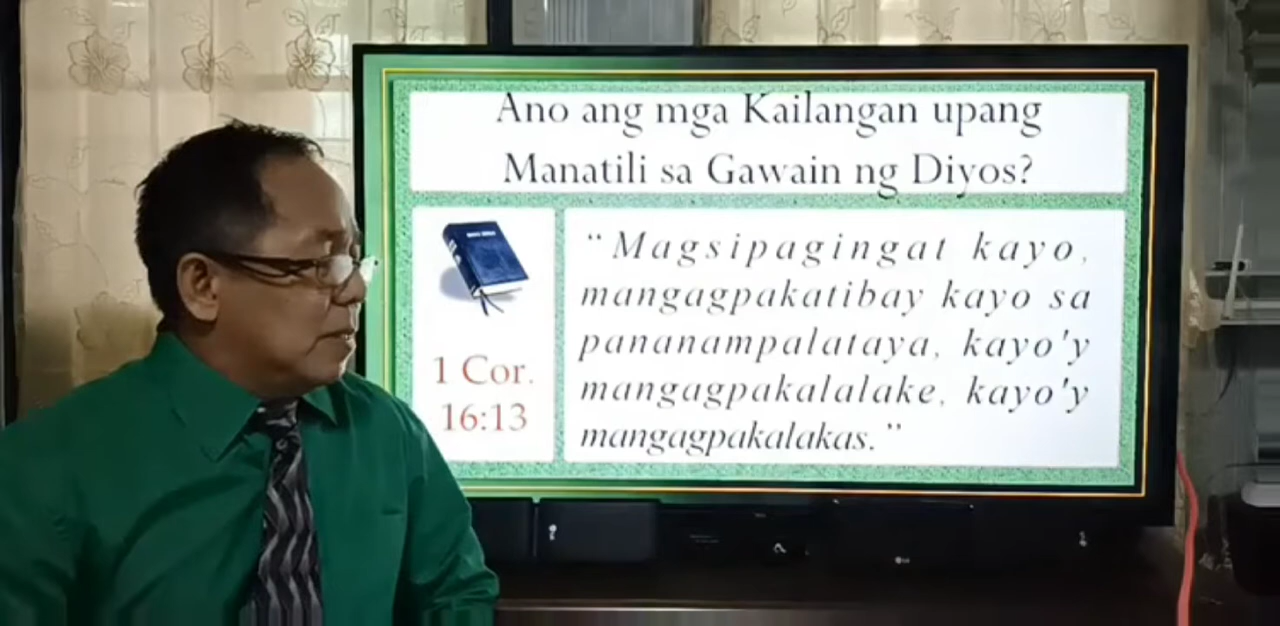 Ano ang mga Kailangan upang
Manatili sa Gawain ng Diyos?
1 Cor.
16:13
“Magsipagingat kayo,
mangagpakatibay kayo sa
pananampalataya, kayo'y
mangagpakalalake, kayo'y
mangagpakalakas.”
LG